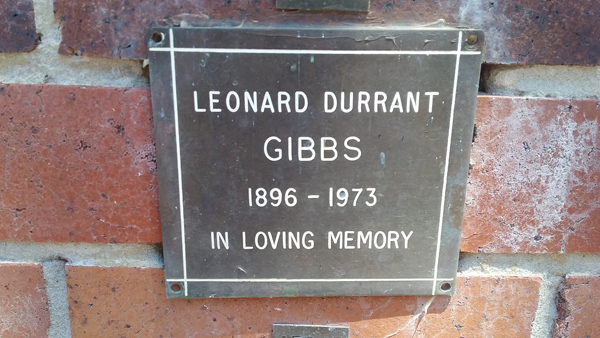 LEONARD DURRANT
GIBBS
1896 - 1973
IN LOVING MEMORY